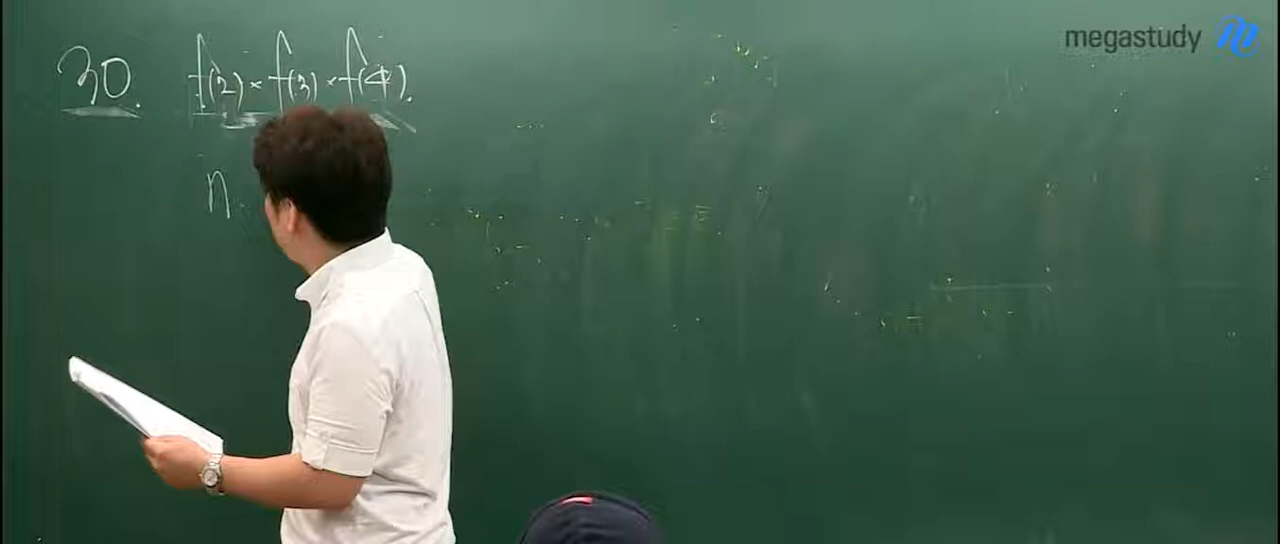 megastudy
30. f(2) × f(3) × f(4).
n